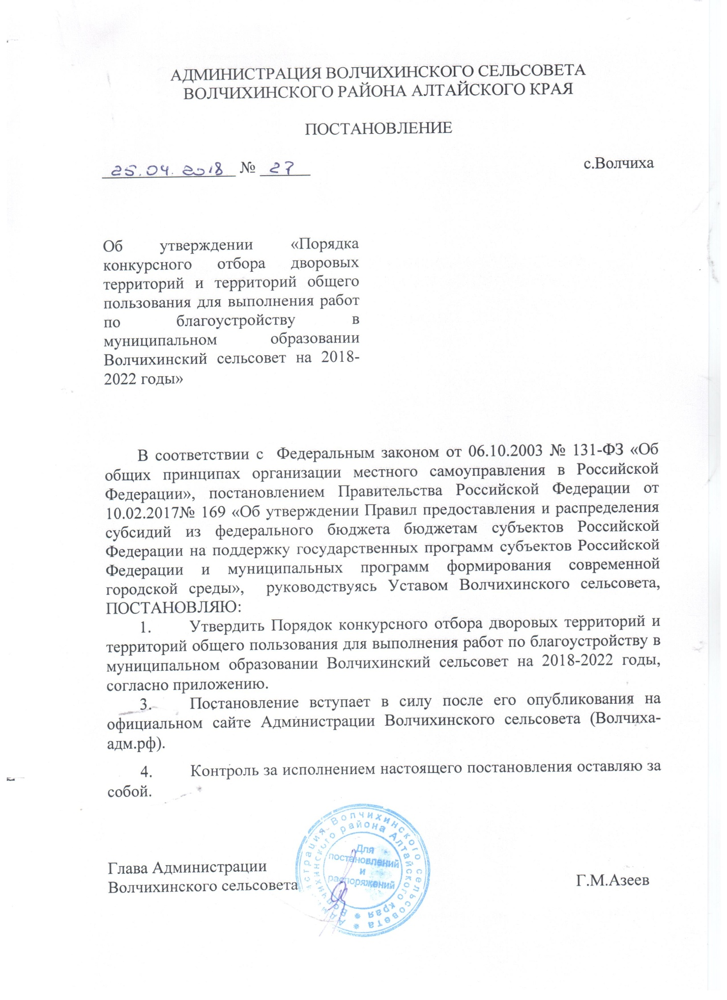 АДМИНИСТРАЦИЯ ВОЛЧИХИНСКОГО СЕЛЬСОВЕТА
ВОЛЧИХИНСКОГО РАЙОНА АЛТАЙСКОГО КРАЯ
ПОСТАНОВЛЕНИЕ
25.04.2018 № 27 с.Волчиха
Об утверждении «Порядка
конкурсного отбора дворовых
территорий и территорий общего
пользования для выполнения работ
по благоустройству в
муниципальном образовании
Волчихинский сельсовет на 2018-
2022 годы»
В соответствии с Федеральным законом от 06.10.2003 № 131-ФЗ «Об
общих принципах организации местного самоуправления в Российской
Федерации», постановлением Правительства Российской Федерации от
10.02.2017№ 169 «Об утверждении Правил предоставления и распределения
субсидий из федерального бюджета бюджетам субъектов Российской
Федерации на поддержку государственных программ субъектов Российской
Федерации и муниципальных программ формирования современной
городской среды», руководствуясь Уставом Волчихинского сельсовета,
ПОСТАНОВЛЯЮ:
1. Утвердить Порядок конкурсного отбора дворовых территорий и
территорий общего пользования для выполнения работ по благоустройству в
муниципальном образовании Волчихинский сельсовет на 2018-2022 годы,
согласно приложению.
3. Постановление вступает в силу после его опубликования на
официальном сайте Администрации Волчихинского сельсовета (Волчиха-
адм.рф).
4. Контроль за исполнением настоящего постановления оставляю за
собой.
Глава Администрации
Волчихинского сельсовета Г.М.Азеев
Администрация Волчихинского сельсовета
Волчихинского района Алтайского края
Для
постановлений
и
распоряжений